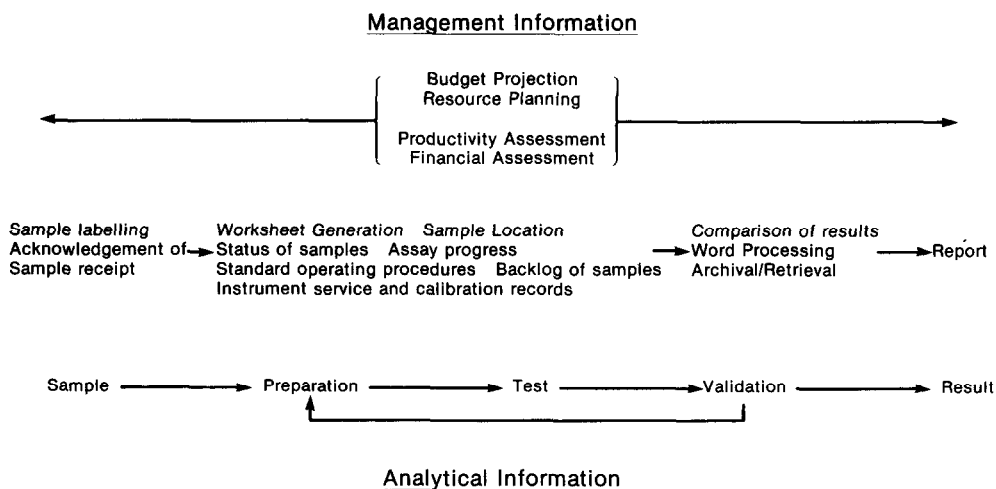 Management Information
Budget Projection
Resource Planning
Productivity Assessment
Financial Assessment
Sample labelling
Acknowledgement of
Sample receipt
Worksheet Generation Sample Location
Status of samples Assay progress
Standard operating procedures Backlog of samples
Instrument service and calibration records
Comparison of results
Word Processing
Archival/Retrieval
Report
Sample Preparation Test Validation Result
Analytical Information